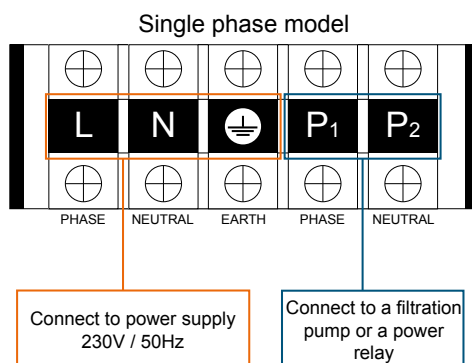 Single phase model
L N P1 P2
PHASE NEUTRAL EARTH PHASE NEUTRAL
Connect to power supply
230V / 50Hz
Connect to a filtration
pump or a power
relay